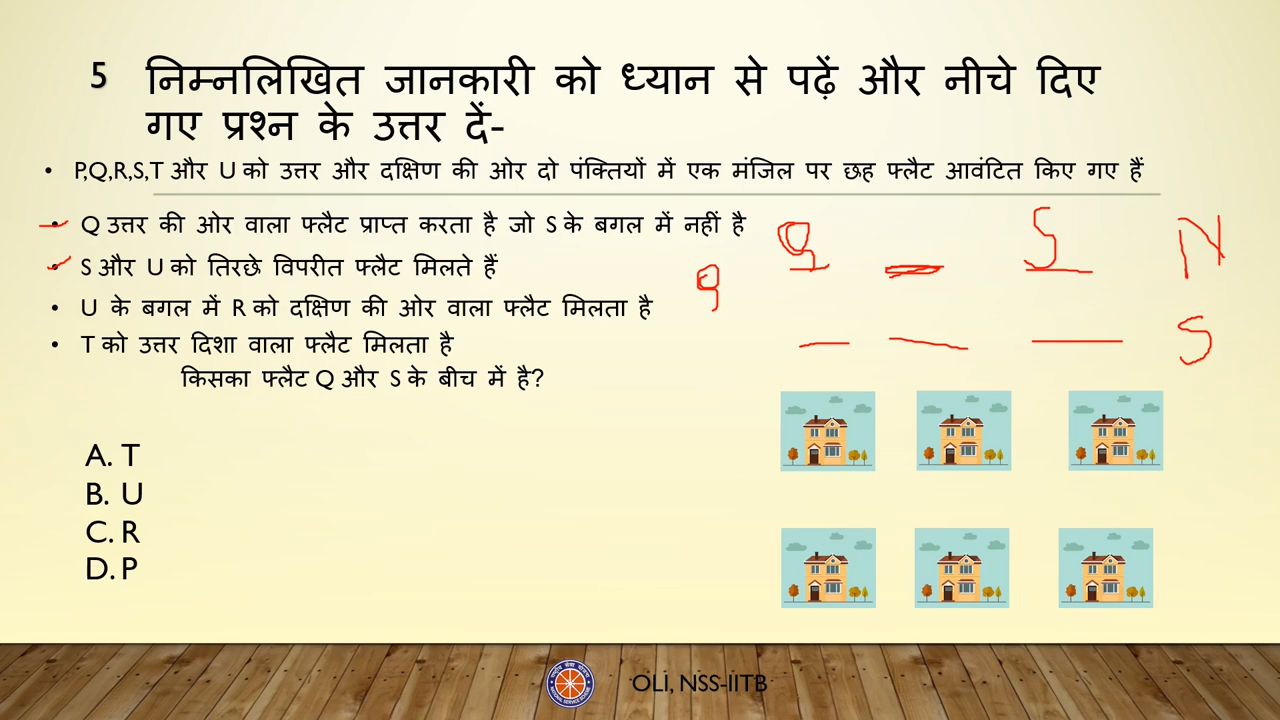 5 निम्नलिखित जानकारी को ध्यान से पढ़ें और नीचे दिए
गए प्रश्न के उत्तर दें-
• P,Q,R,S,T और U को उत्तर और दक्षिण की ओर दो पंक्तियों में एक मंजिल पर छह फ्लैट आवंटित किए गए हैं
• Q उत्तर की ओर वाला फ्लैट प्राप्त करता है जो S के बगल में नहीं है
• S और U को तिरछे विपरीत फ्लैट मिलते हैं
• U के बगल में R को दक्षिण की ओर वाला फ्लैट मिलता है
• T को उत्तर दिशा वाला फ्लैट मिलता है
किसका फ्लैट Q और S के बीच में है?
Q S N
S
A. T
B. U
C. R
D. P
OLI, NSS-IITB